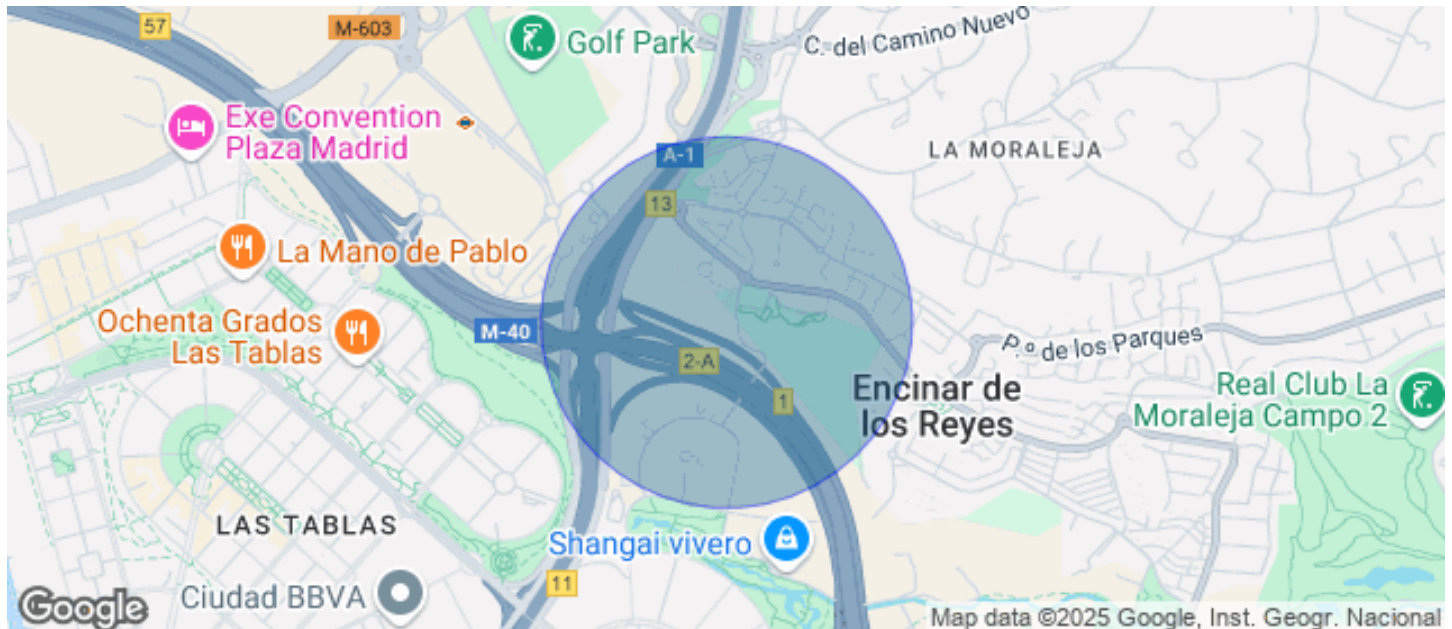 57
M-603
Golf Park
C. del Camino Nuevo
Exe Convention
Plaza Madrid
A-1
LA MORALEJA
13
La Mano de Pablo
Ochenta Grados
Las Tablas
M-40
2-A
P.º de los Parques
1
Encinar de
los Reyes
Real Club La
Moraleja Campo 2
LAS TABLAS
Shangai vivero
11
Ciudad BBVA
Google
Map data ©2025 Google, Inst. Geogr. Nacional